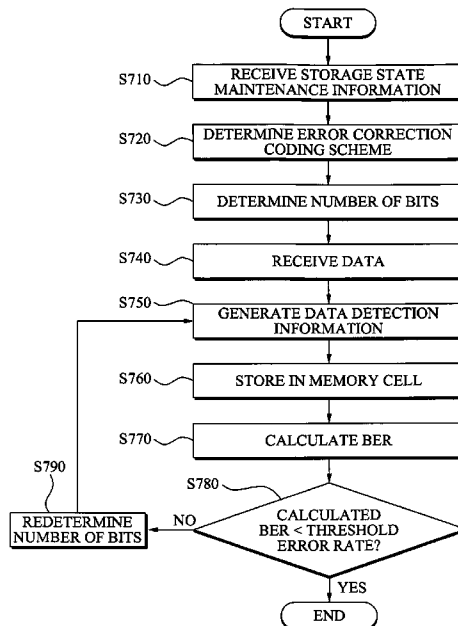 START
S710
RECEIVE STORAGE STATE
MAINTENANCE INFORMATION
S720
DETERMINE ERROR CORRECTION
CODING SCHEME
S730
DETERMINE NUMBER OF BITS
S740
RECEIVE DATA
S750
GENERATE DATA DETECTION
INFORMATION
S760
STORE IN MEMORY CELL
S770
CALCULATE BER
S780
CALCULATED
BER < THRESHOLD
ERROR RATE?
S790
REDETERMINE
NUMBER OF BITS
NO
YES
END